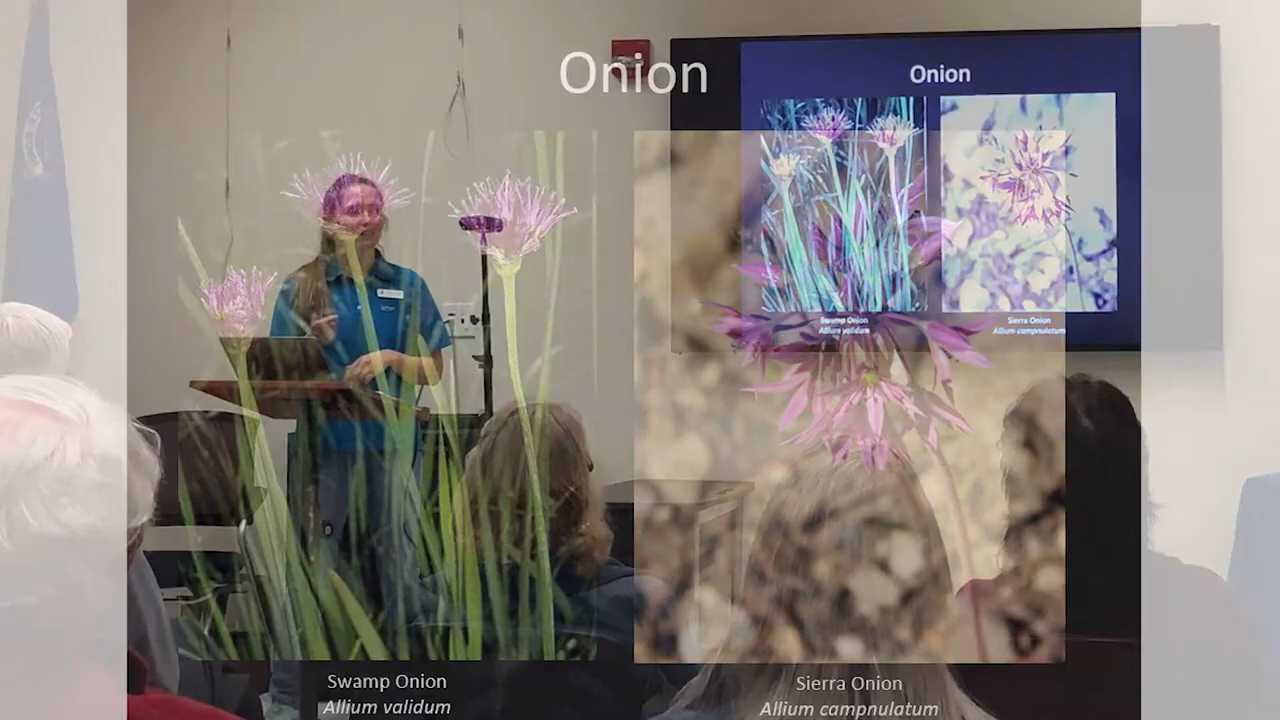 Onion
Onion
Swamp Onion
Allium validum
Sierra Onion
Allium campnulatum
Swamp Onion
Allium validum
Sierra Onion
Allium campnulatum